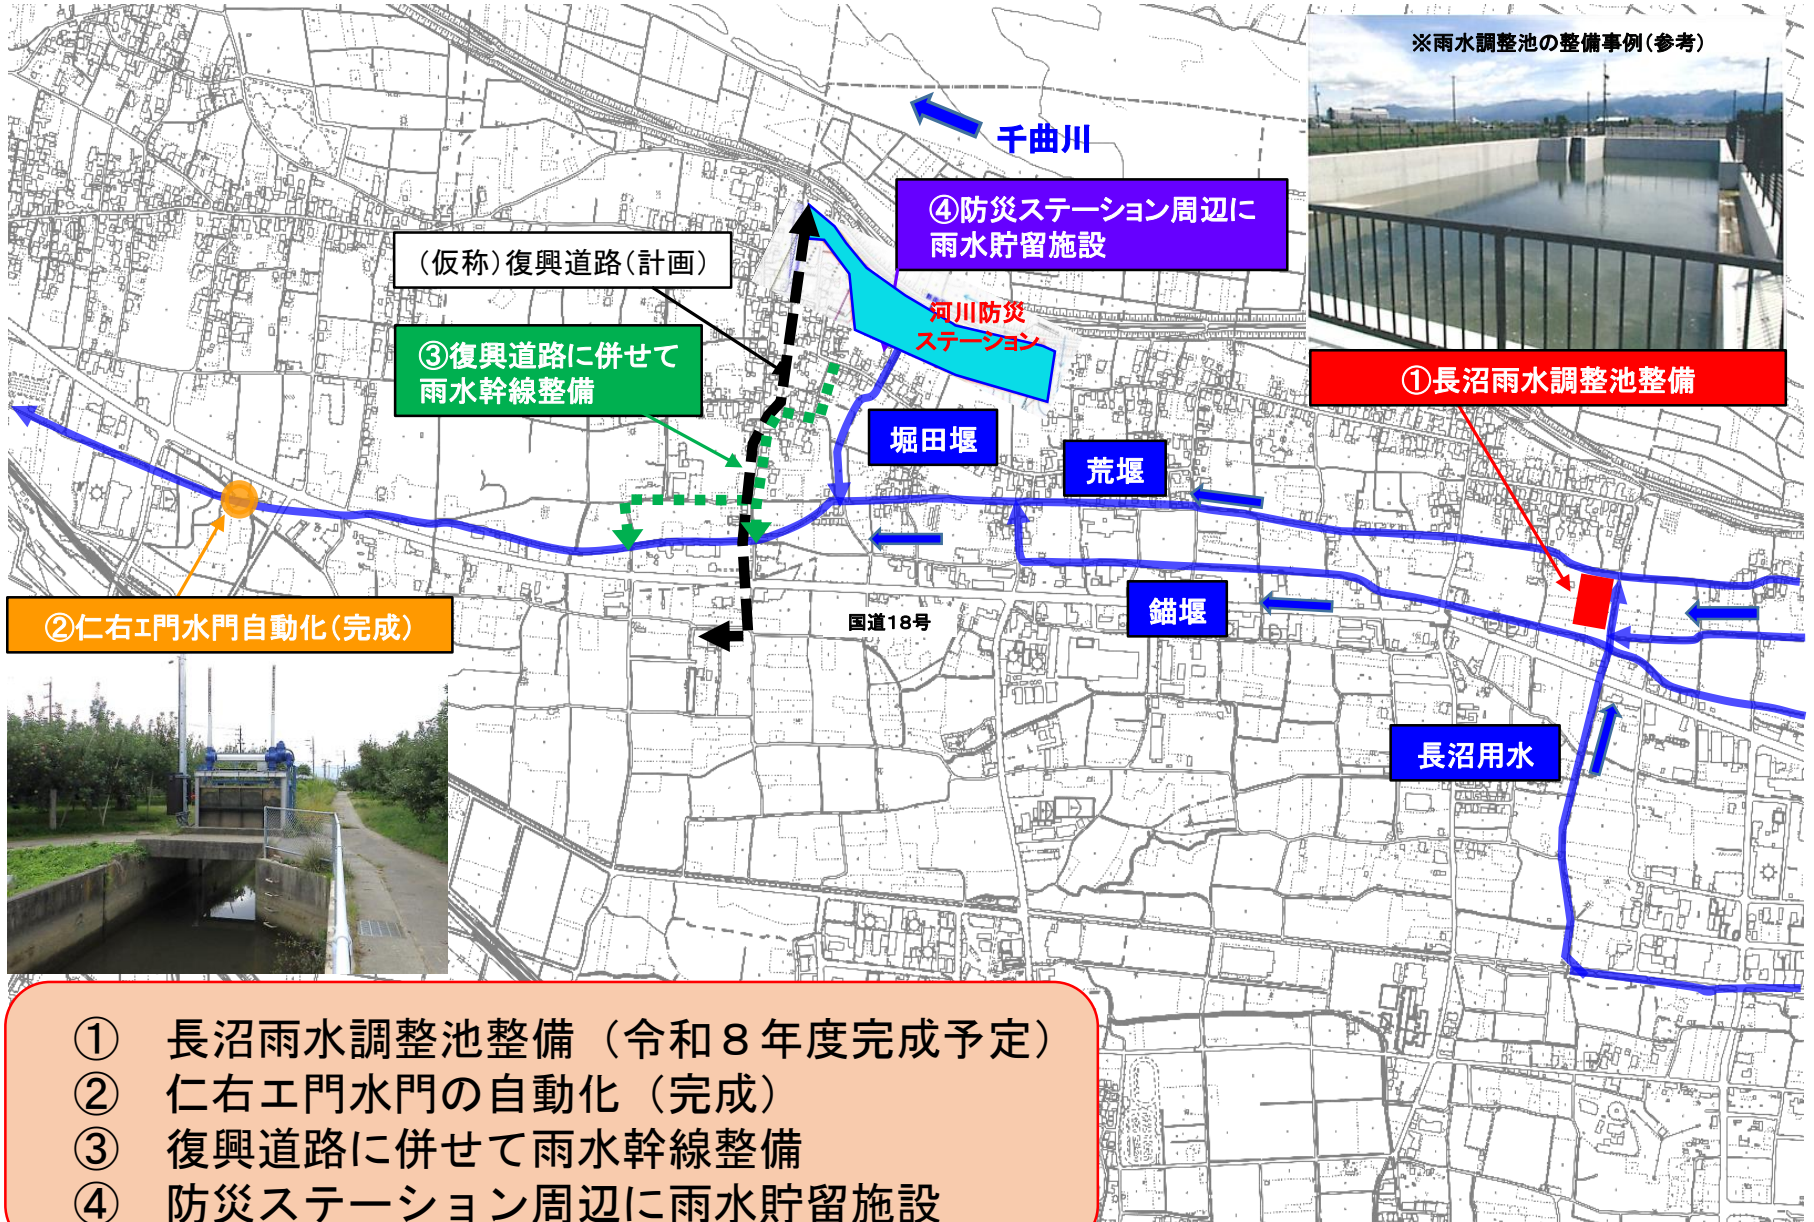 ※雨水調整池の整備事例(参考)
千曲川
④防災ステーション周辺に
雨水貯留施設
(仮称)復興道路(計画)
河川防災
ステーション
③復興道路に併せて
雨水幹線整備
①長沼雨水調整池整備
堀田堰
荒堰
②仁右エ門水門自動化(完成)
国道18号
錨堰
長沼用水
① 長沼雨水調整池整備(令和8年度完成予定)
② 仁右エ門水門の自動化(完成)
③ 復興道路に併せて雨水幹線整備
④ 防災ステーション周辺に雨水貯留施設